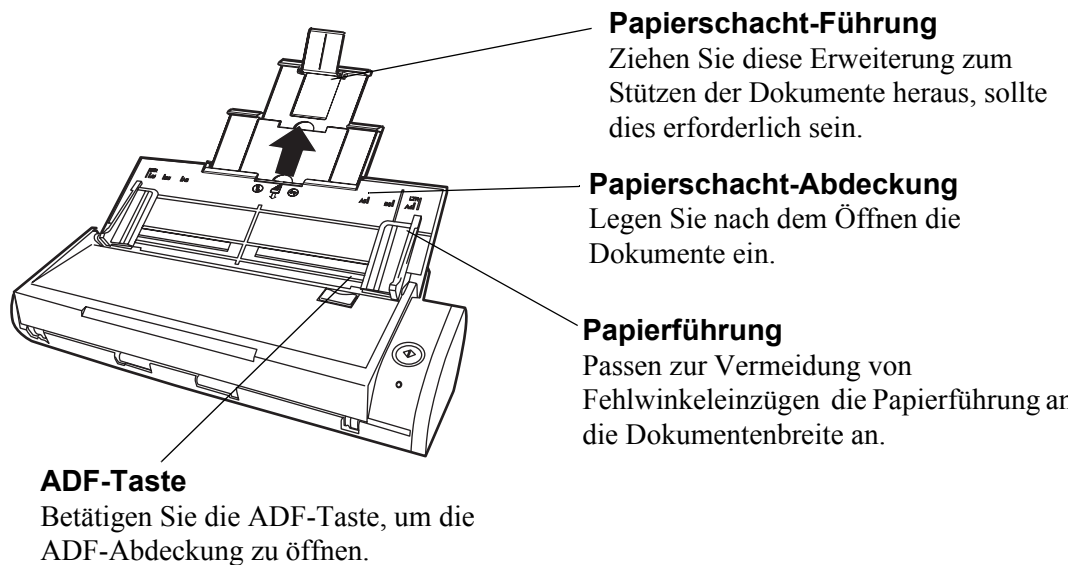 Papierschacht-Führung
Ziehen Sie diese Erweiterung zum
Stützen der Dokumente heraus, sollte
dies erforderlich sein.
Papierschacht-Abdeckung
Legen Sie nach dem Öffnen die
Dokumente ein.
Papierführung
Passen zur Vermeidung von
Fehlwinkeleinzügen die Papierführung an
die Dokumentenbreite an.
ADF-Taste
Betätigen Sie die ADF-Taste, um die
ADF-Abdeckung zu öffnen.